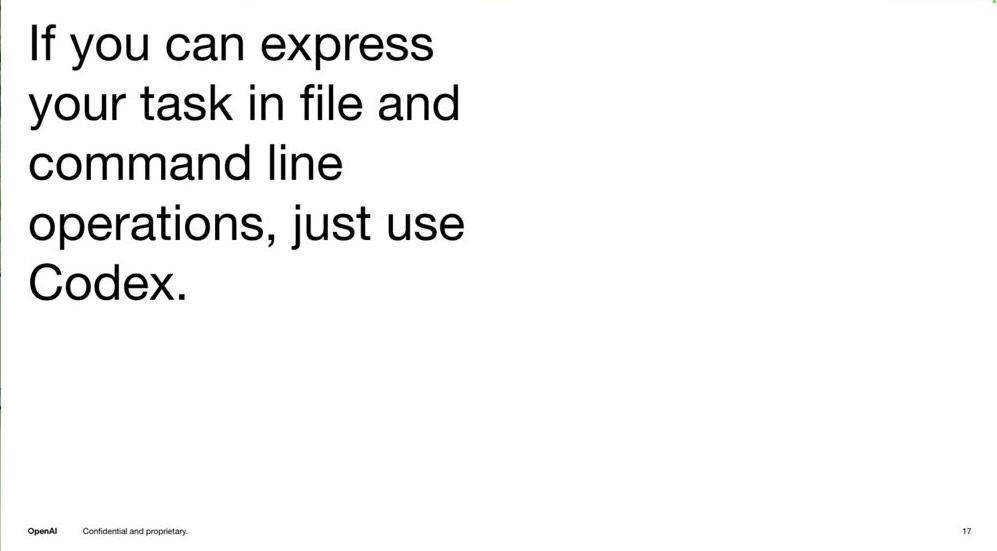 If you can express
your task in file and
command line
operations, just use
Codex.
OpenAI Confidential and proprietary. 17